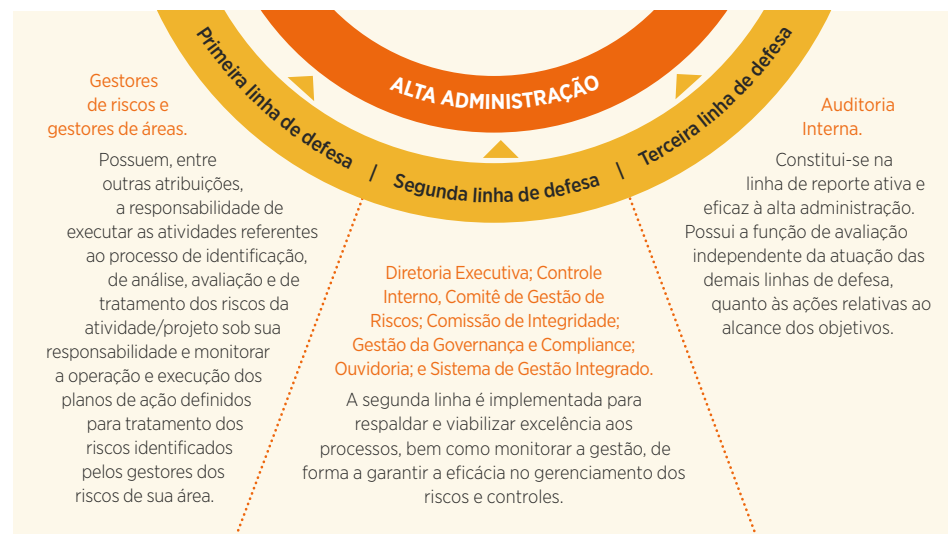 ALTA ADMINISTRAÇÃO
Primeira linha de defesa | Segunda linha de defesa | Terceira linha de defesa
Gestores
de riscos e
gestores de áreas.
Possuem, entre
outras atribuições,
a responsabilidade de
executar as atividades referentes
ao processo de identificação,
de análise, avaliação e de
tratamento dos riscos da
atividade/projeto sob sua
responsabilidade e monitorar
a operação e execução dos
planos de ação definidos
para tratamento dos
riscos identificados
pelos gestores dos
riscos de sua área.
Diretoria Executiva; Controle
Interno, Comitê de Gestão de
Riscos; Comissão de Integridade;
Gestão da Governança e Compliance;
Ouvidoria; e Sistema de Gestão Integrado.
A segunda linha é implementada para
respaldar e viabilizar excelência aos
processos, bem como monitorar a gestão, de
forma a garantir a eficácia no gerenciamento dos
riscos e controles.
Auditoria
Interna.
Constitui-se na
linha de reporte ativa e
eficaz à alta administração.
Possui a função de avaliação
independente da atuação das
demais linhas de defesa,
quanto às ações relativas ao
alcance dos objetivos.